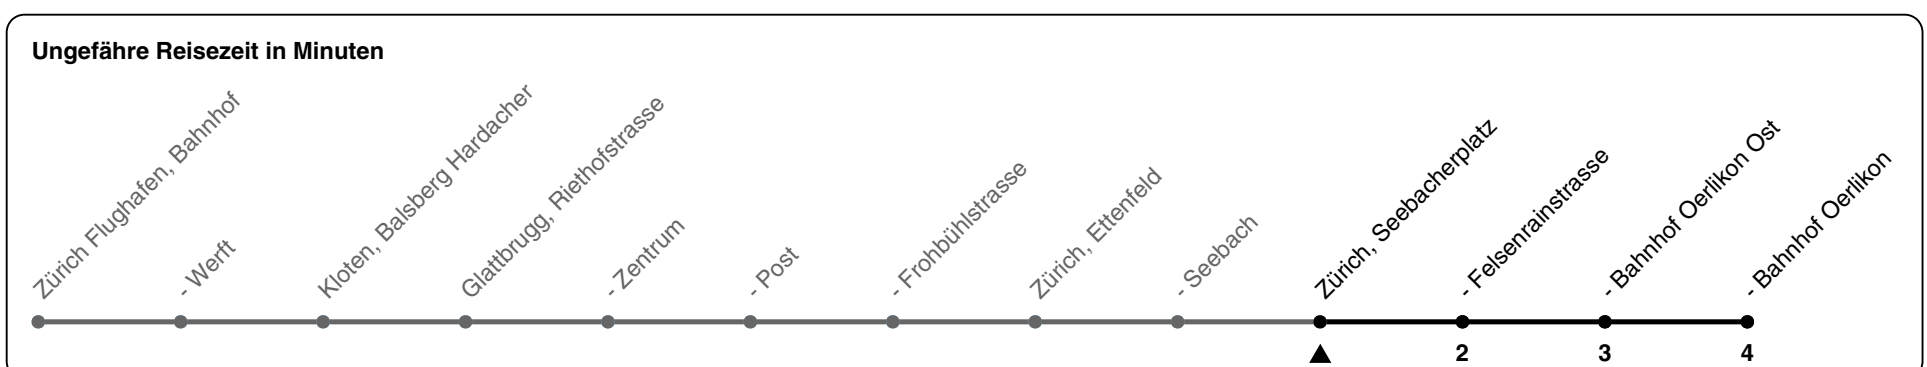 Ungefähre Reisezeit in Minuten
Zürich Flughafen, Bahnhof
- Werft
Kloten, Balsberg Hardacher
Glattbrugg, Riethofstrasse
- Zentrum
- Post
- Frohbühlstrasse
Zürich, Ettenfeld
- Seebach
Zürich, Seebacherplatz
- Felsenrainstrasse
- Bahnhof Oerlikon Ost
- Bahnhof Oerlikon
2 3 4